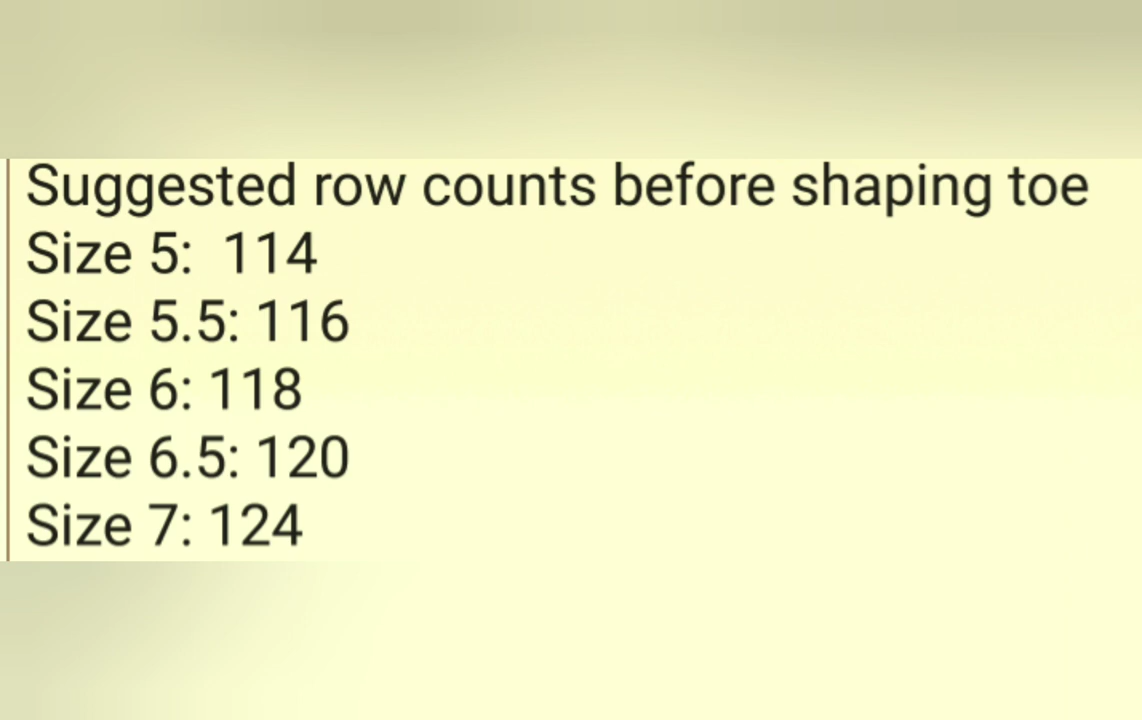 Suggested row counts before shaping toe
Size 5:  114
Size 5.5: 116
Size 6: 118
Size 6.5: 120
Size 7: 124